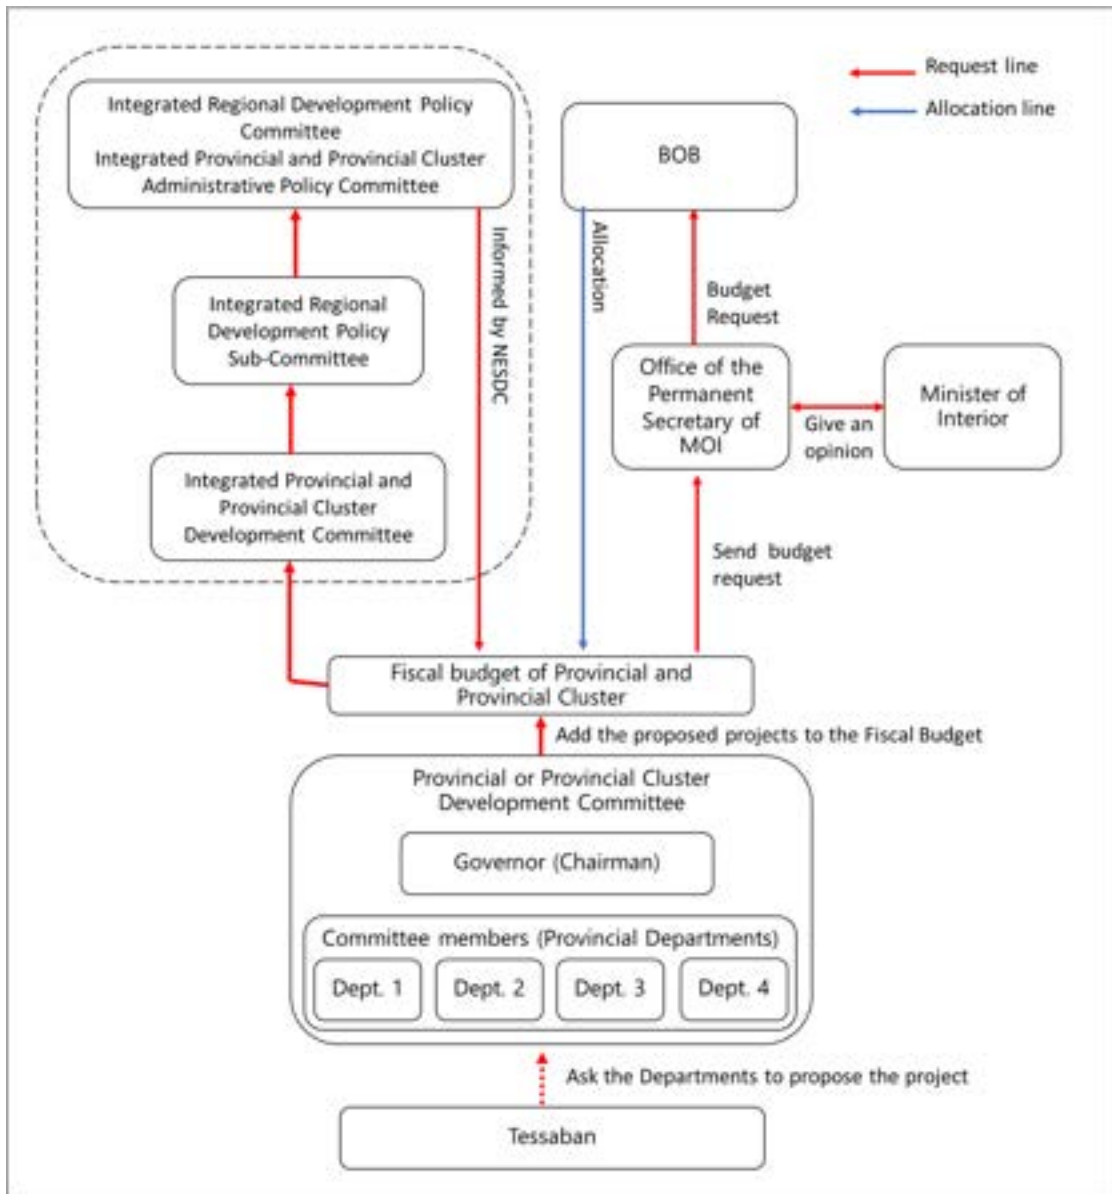 Request line
Allocation line
Integrated Regional Development Policy
Committee
Integrated Provincial and Provincial Cluster
Administrative Policy Committee
BOB
Informed by NESDC
Allocation
Integrated Regional
Development Policy
Sub-Committee
Budget
Request
Office of the
Permanent
Secretary of
MOI
Give an
opinion
Minister of
Interior
Integrated Provincial and
Provincial Cluster
Development Committee
Send budget
request
Fiscal budget of Provincial and
Provincial Cluster
Add the proposed projects to the Fiscal Budget
Provincial or Provincial Cluster
Development Committee
Governor (Chairman)
Committee members (Provincial Departments)
Dept. 1
Dept. 2
Dept. 3
Dept. 4
Ask the Departments to propose the project
Tessaban